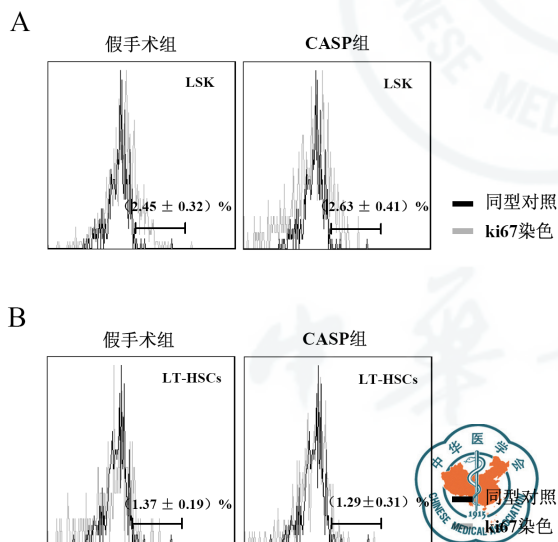 A
假手术组
CASP组
LSK
LSK
(2.45 ± 0.32）%
(2.63 ± 0.41）%
同型对照
ki67染色
B
假手术组
CASP组
LT-HSCs
LT-HSCs
(1.37 ± 0.19）%
(1.29±0.31）%
同型对照
ki67染色
中华医学会
CHINESE MEDICAL ASSOCIATION
1915